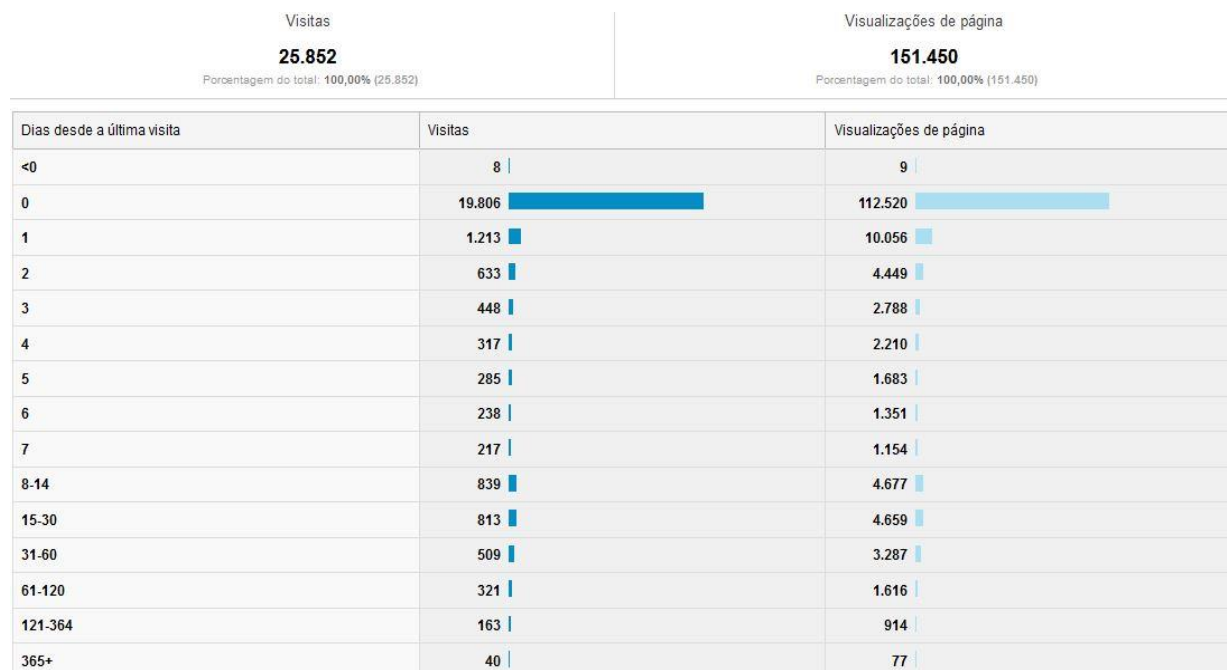 Visitas Visualizações de página
25.852 151.450
Porcentagem do total: 100,00% (25.852) Porcentagem do total: 100,00% (151.450)
Dias desde a última visita Visitas Visualizações de página
<0 8 9
0 19.806 112.520
1 1.213 10.056
2 633 4.449
3 448 2.788
4 317 2.210
5 285 1.683
6 238 1.351
7 217 1.154
8-14 839 4.677
15-30 813 4.659
31-60 509 3.287
61-120 321 1.616
121-364 163 914
365+ 40 77